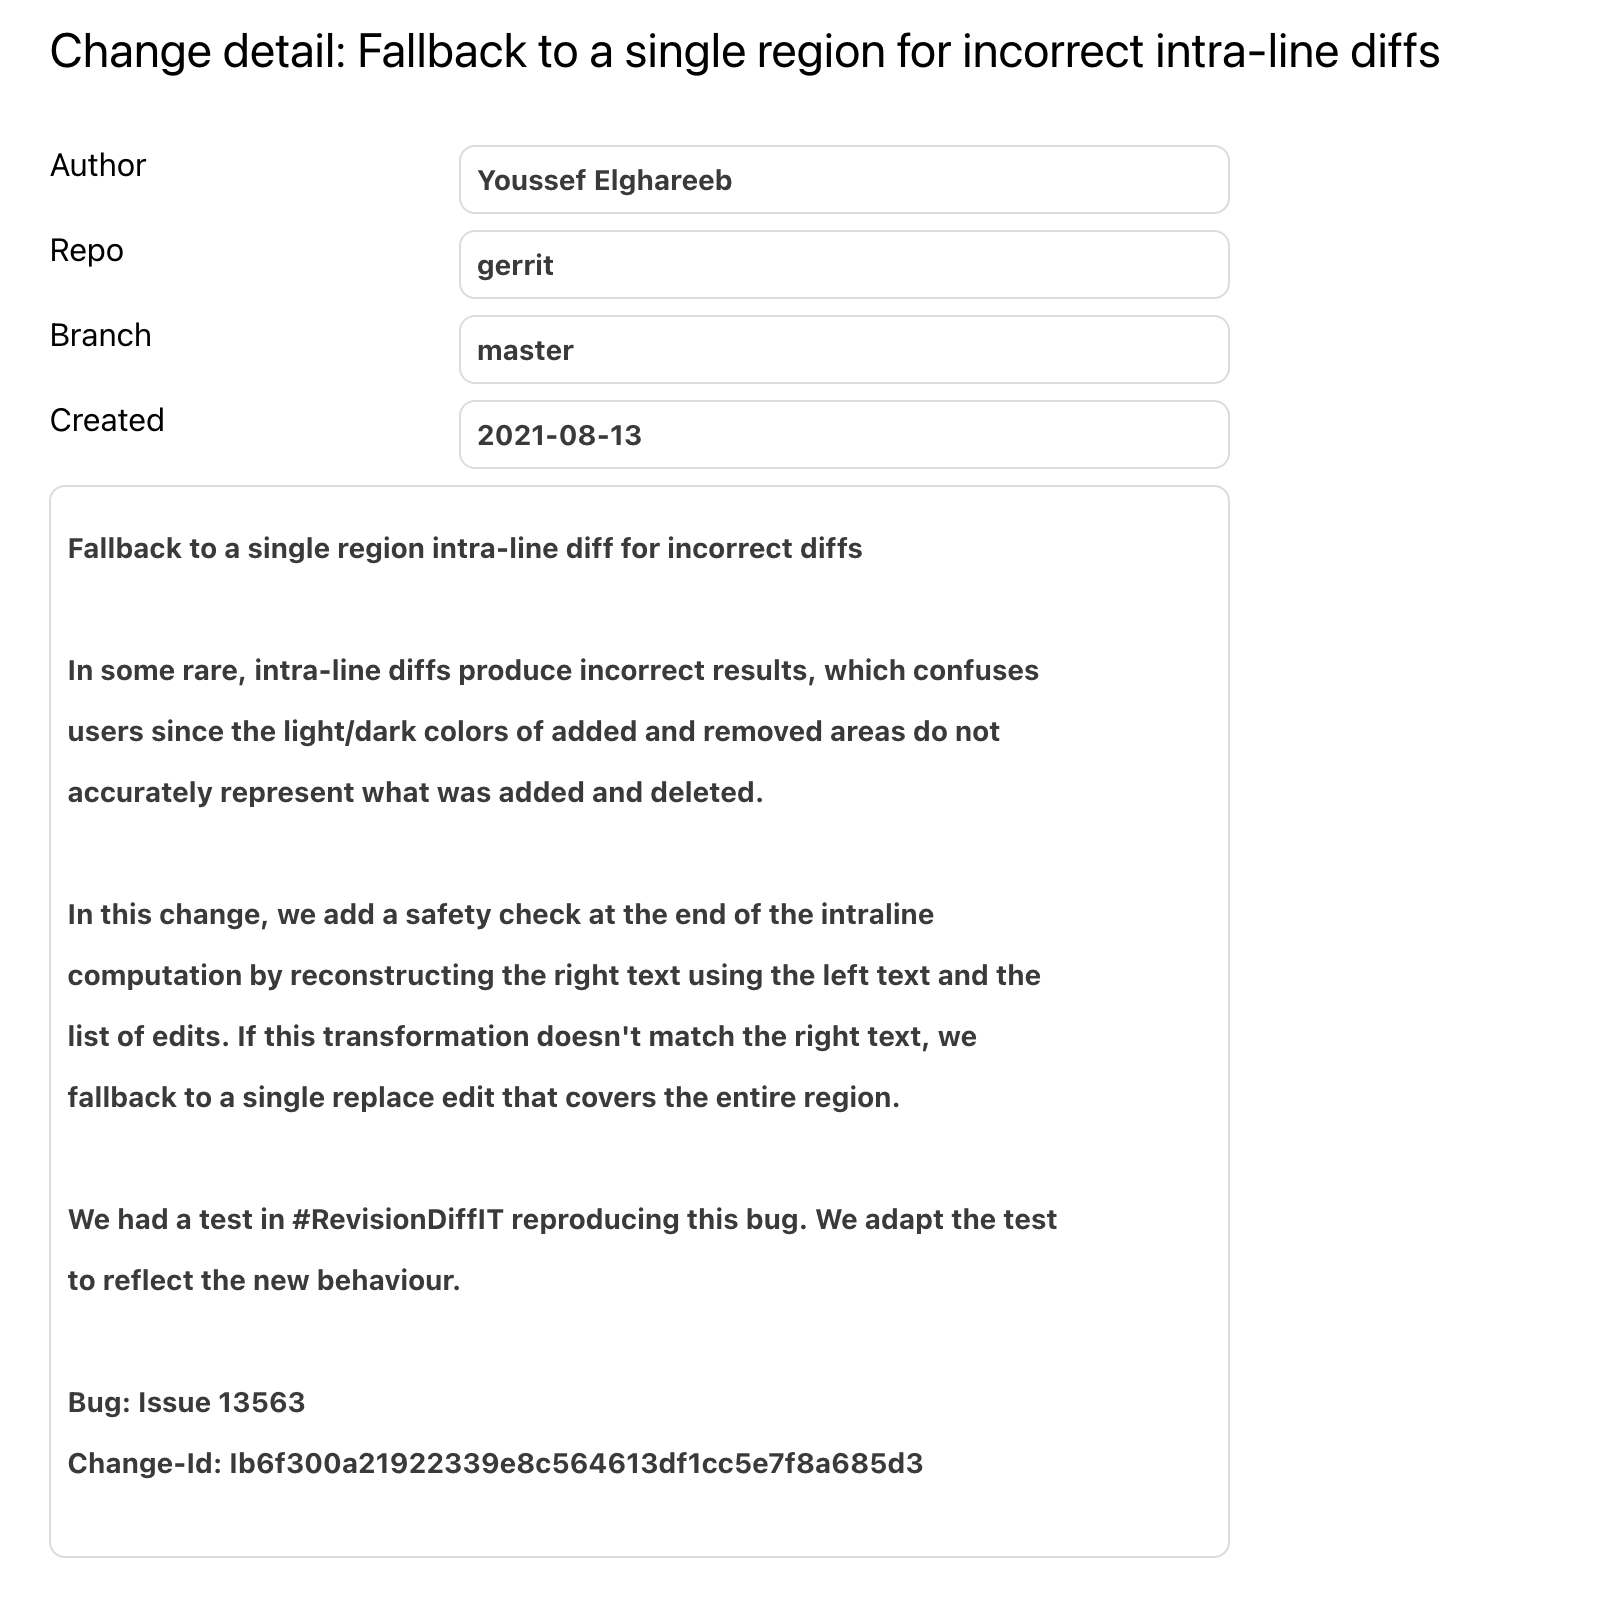 Change detail: Fallback to a single region for incorrect intra-line diffs
Author
Youssef Elghareeb
Repo
gerrit
Branch
master
Created
2021-08-13
Fallback to a single region intra-line diff for incorrect diffs
In some rare, intra-line diffs produce incorrect results, which confuses
users since the light/dark colors of added and removed areas do not
accurately represent what was added and deleted.
In this change, we add a safety check at the end of the intraline
computation by reconstructing the right text using the left text and the
list of edits. If this transformation doesn't match the right text, we
fallback to a single replace edit that covers the entire region.
We had a test in #RevisionDiffIT reproducing this bug. We adapt the test
to reflect the new behaviour.
Bug: Issue 13563
Change-Id: Ib6f300a21922339e8c564613df1cc5e7f8a685d3